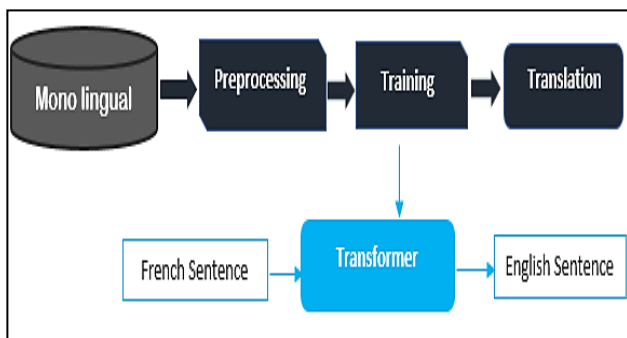 Mono lingual
Preprocessing
Training
Translation
French Sentence
Transformer
English Sentence